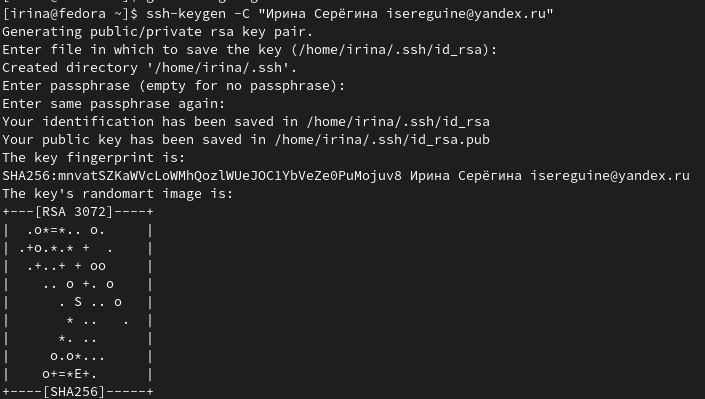 [irina@fedora ~]$ ssh-keygen -C "Ирина Серёгина isereguine@yandex.ru"
Generating public/private rsa key pair.
Enter file in which to save the key (/home/irina/.ssh/id_rsa):
Created directory '/home/irina/.ssh'.
Enter passphrase (empty for no passphrase):
Enter same passphrase again:
Your identification has been saved in /home/irina/.ssh/id_rsa
Your public key has been saved in /home/irina/.ssh/id_rsa.pub
The key fingerprint is:
SHA256:mnvatSZKaWVcLoWMhQozlWUeJOC1YbVeZe0PuMojuv8 Ирина Серёгина isereguine@yandex.ru
The key's randomart image is:
+---[RSA 3072]----+
|  .o*=*.. o.     |
| .+o.*.* +  .    |
|  .+..+ + oo     |
|    .. o +. o    |
|      . S .. o   |
|       * ..   .  |
|      *. ..      |
|     o.o*...     |
|    o+=*E+.      |
+----[SHA256]-----+